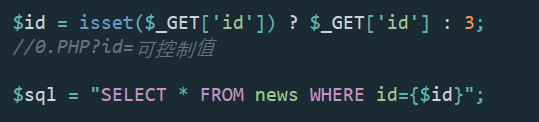 $id = isset($_GET['id']) ? $_GET['id'] : 3;
//0.PHP?id=可控制值
$sql = "SELECT * FROM news WHERE id={$id}";